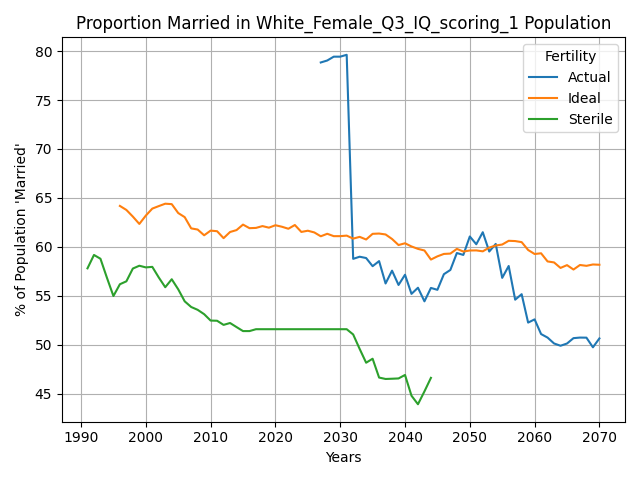 Proportion Married in White_Female_Q3_IQ_scoring_1 Population
% of Population 'Married'
80
75
70
65
60
55
50
45
Fertility
Actual
Ideal
Sterile
1990 2000 2010 2020 2030 2040 2050 2060 2070
Years